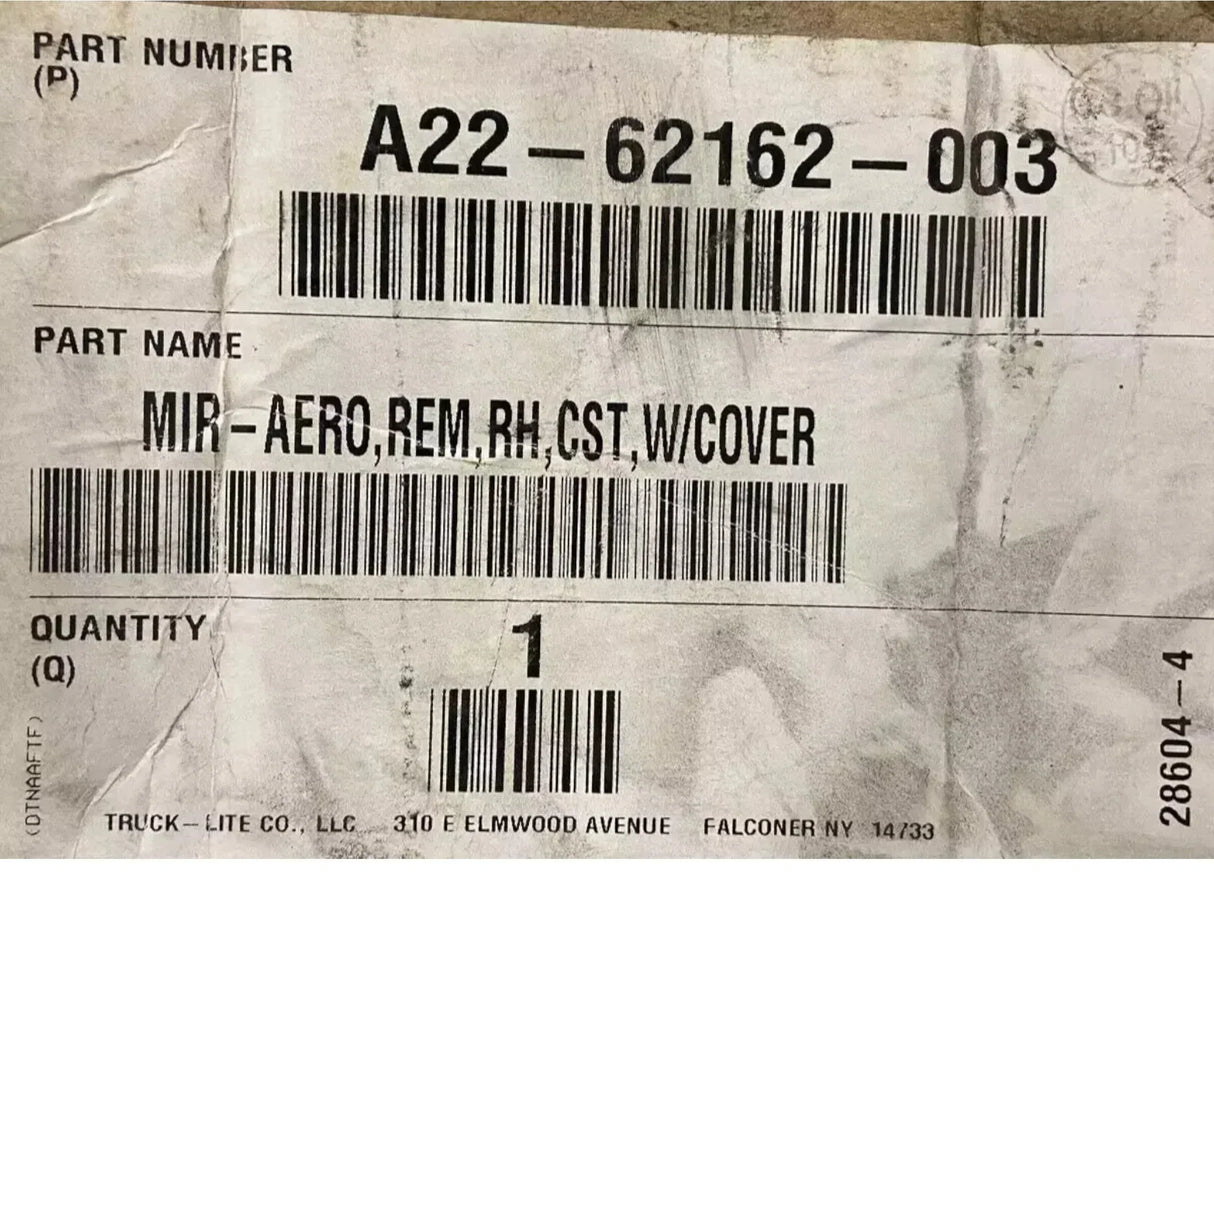 PART NUMBER
(P)
A22-62162-003
PART NAME
MIR-AERO,REM,RH,CST,W/COVER
QUANTITY
(Q)
1
(DTNAAFTF)
TRUCK-LITE CO., LLC 310 E ELMWOOD AVENUE FALCONER NY 14733
28604-4